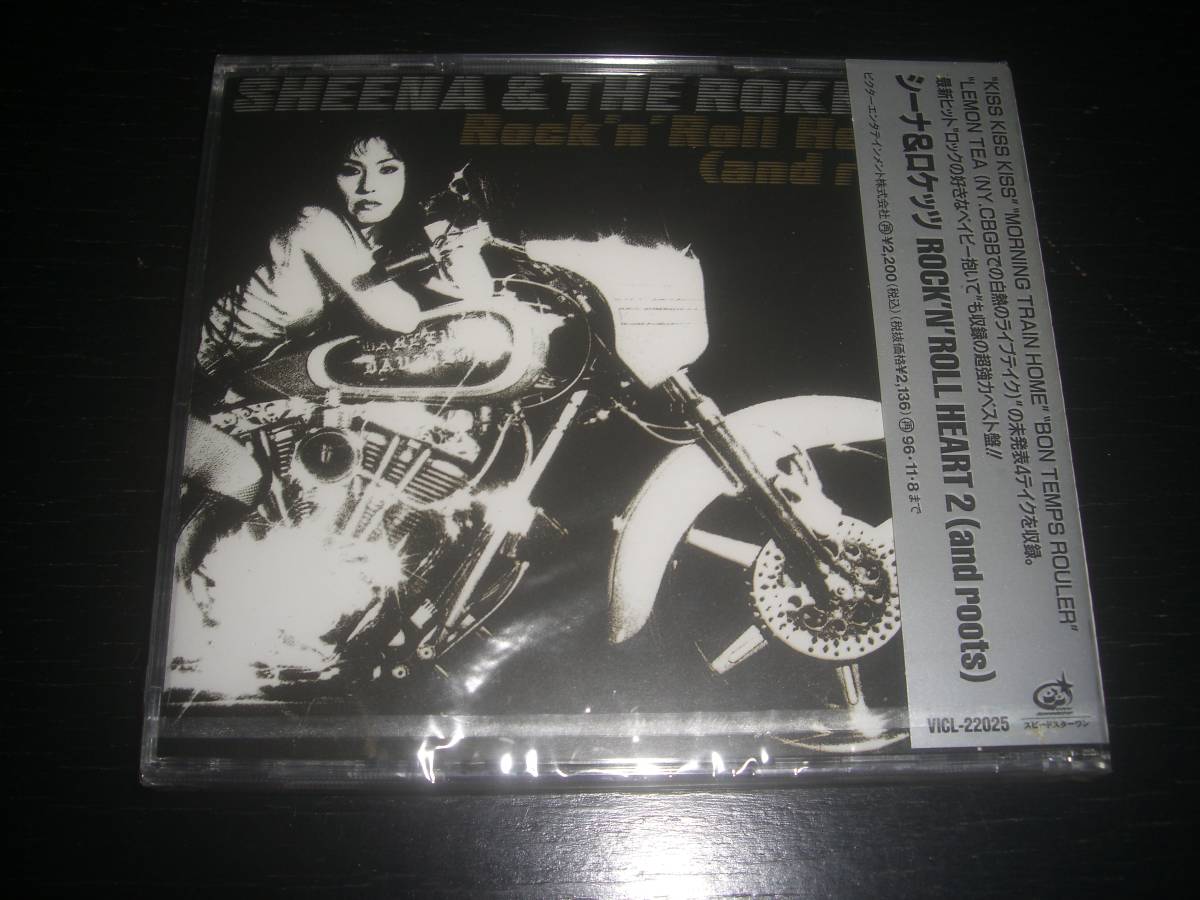 SHEENA & THE ROK
Rock'n'Roll He
(and r
HARLEY
"KISS KISS KISS" "MORNING TRAIN HOME" "BON TEMPS ROULER"
"LEMON TEA (NY.CBGBでの白熱のライブテイク)"の未発表4テイクを収録。
最新ヒット"ロックの好きなベイビー抱いて"も収録の超強力ベスト盤!!
シーナ&ロケッツ ROCK'N'ROLL HEART 2 (and roots)
ビクターエンタテインメント株式会社 ㊞¥2,200(税込)(税抜価格¥2,136) 再 96・11・8まで
VICL-22025
スピードスターワン